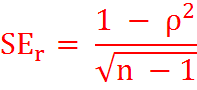 SEᵣ = (1 − ρ²) / √(n − 1)